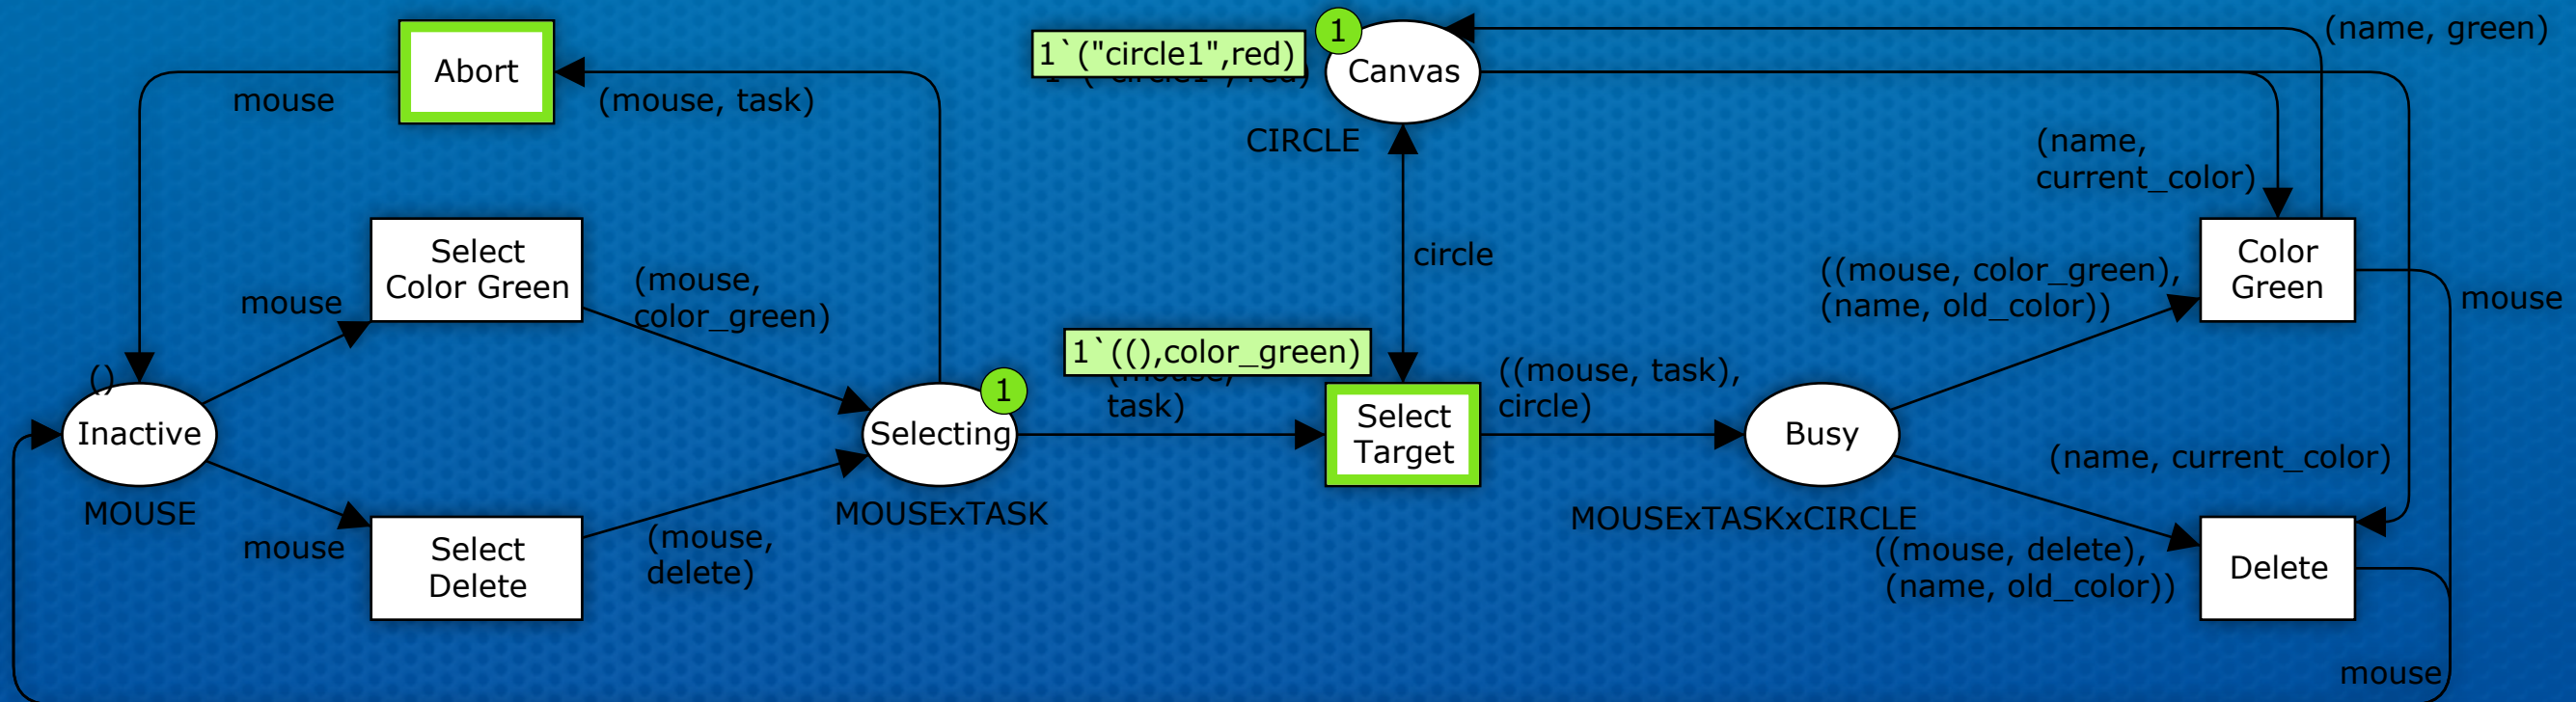 1
(name, green)
1`("circle1",red)
Abort
Canvas
mouse
(mouse, task)
CIRCLE
(name,
current_color)
Select
Color Green
(mouse,
color_green)
mouse
circle
((mouse, color_green),
(name, old_color))
Color
Green
mouse
1`((),color_green)
()
1
(mouse,
task)
((mouse, task),
circle)
Inactive
Selecting
Select
Target
Busy
(name, current_color)
MOUSE
MOUSExTASK
MOUSExTASKxCIRCLE
mouse
Select
Delete
(mouse,
delete)
((mouse, delete),
(name, old_color))
Delete
mouse